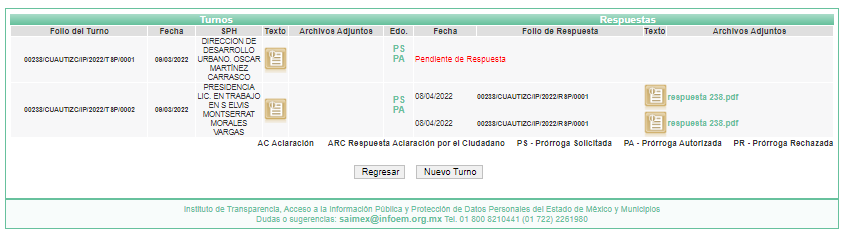 Turnos Respuestas
Folio del Turno Fecha SPH Texto Archivos Adjuntos Edo. Fecha Folio de Respuesta Texto Archivos Adjuntos
00238/CUAUTIZC/IP/2022/TSP/0001 09/03/2022 DIRECCION DE DESARROLLO URBANO. OSCAR MARTÍNEZ CARRASCO PS PA Pendiente de Respuesta
00238/CUAUTIZC/IP/2022/TSP/0002 09/03/2022 PRESIDENCIA LIC. EN TRABAJO EN S ELVIS MONTSERRAT MORALES VARGAS PS PA
08/04/2022 00238/CUAUTIZC/IP/2022/RSP/0001 respuesta 238.pdf
08/04/2022 00238/CUAUTIZC/IP/2022/RSP/0001 respuesta 238.pdf
AC Aclaración ARC Respuesta Aclaración por el Ciudadano PS - Prórroga Solicitada PA - Prórroga Autorizada PR - Prórroga Rechazada
Regresar Nuevo Turno
Instituto de Transparencia, Acceso a la Información Pública y Protección de Datos Personales del Estado de México y Municipios
Dudas o sugerencias: saimex@infoem.org.mx Tel. 01 800 8210441 (01 722) 2261980